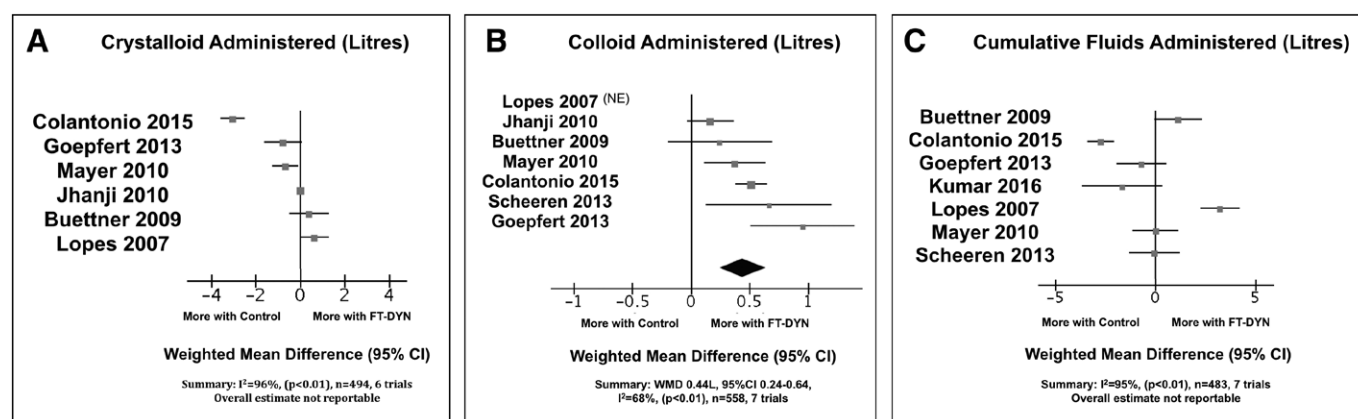 A
Crystalloid Administered (Litres)
Colantonio 2015
Goepfert 2013
Mayer 2010
Jhanji 2010
Buettner 2009
Lopes 2007
−4 −2 0 2 4
More with Control More with FT-DYN
Weighted Mean Difference (95% CI)
Summary: I²=96%, (p<0.01), n=494, 6 trials
Overall estimate not reportable
B
Colloid Administered (Litres)
Lopes 2007 (NE)
Jhanji 2010
Buettner 2009
Mayer 2010
Colantonio 2015
Scheeren 2013
Goepfert 2013
−1 −0.5 0 0.5 1
More with Control More with FT-DYN
Weighted Mean Difference (95% CI)
Summary: WMD 0.44L, 95%CI 0.24-0.64,
I²=68%, (p<0.01), n=558, 7 trials
C
Cumulative Fluids Administered (Litres)
Buettner 2009
Colantonio 2015
Goepfert 2013
Kumar 2016
Lopes 2007
Mayer 2010
Scheeren 2013
−5 0 5
More with Control More with FT-DYN
Weighted Mean Difference (95% CI)
Summary: I²=95%, (p<0.01), n=483, 7 trials
Overall estimate not reportable